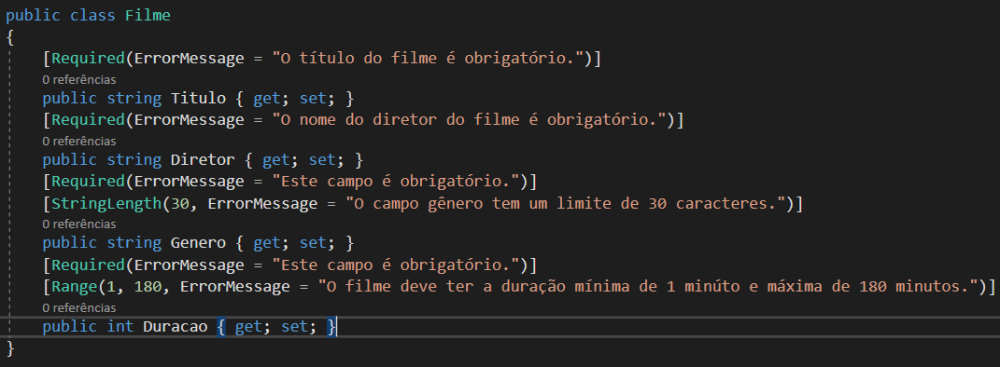 public class Filme
{
[Required(ErrorMessage = "O título do filme é obrigatório.")]
0 referências
public string Titulo { get; set; }
[Required(ErrorMessage = "O nome do diretor do filme é obrigatório.")]
0 referências
public string Diretor { get; set; }
[Required(ErrorMessage = "Este campo é obrigatório.")]
[StringLength(30, ErrorMessage = "O campo gênero tem um limite de 30 caracteres.")]
0 referências
public string Genero { get; set; }
[Required(ErrorMessage = "Este campo é obrigatório.")]
[Range(1, 180, ErrorMessage = "O filme deve ter a duração mínima de 1 minúto e máxima de 180 minutos.")]
0 referências
public int Duracao { get; set; }
}